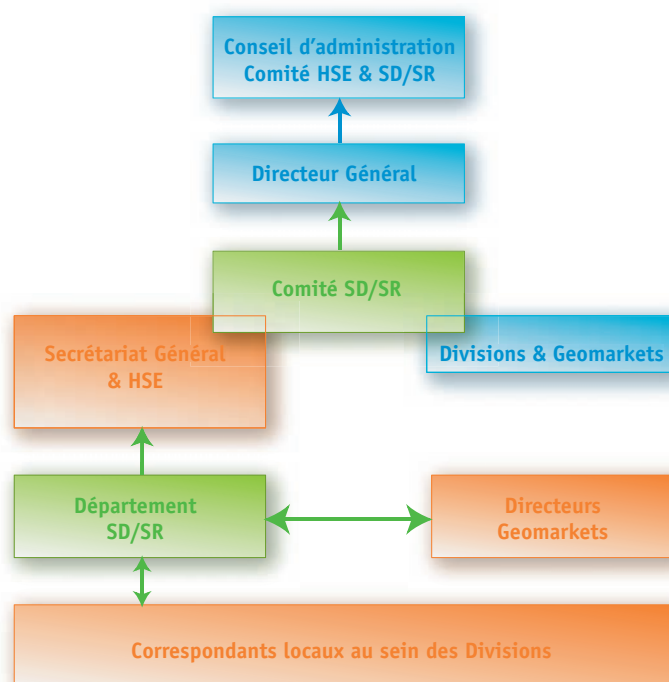 Conseil d'administration
Comité HSE & SD/SR
Directeur Général
Comité SD/SR
Secrétariat Général
& HSE
Divisions & Geomarkets
Département
SD/SR
Directeurs
Geomarkets
Correspondants locaux au sein des Divisions